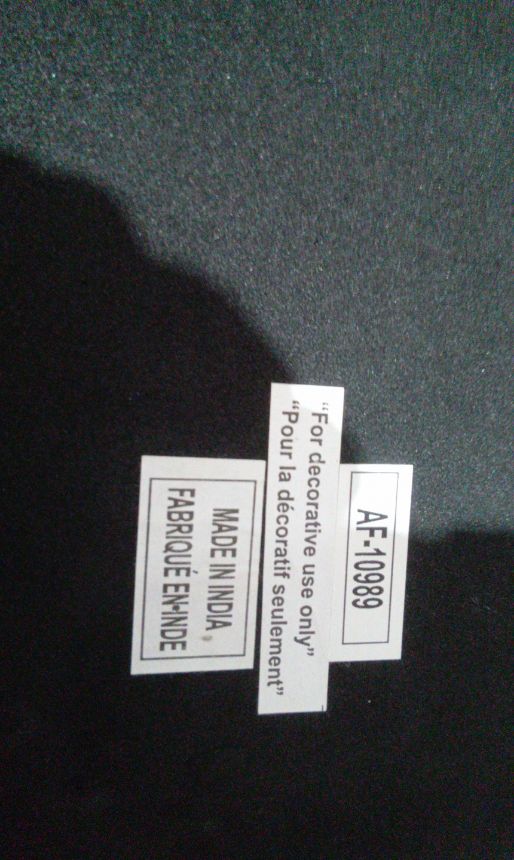 AF-10989
“For decorative use only”
“Pour la décoratif seulement”
MADE IN INDIA
FABRIQUÉ EN INDE